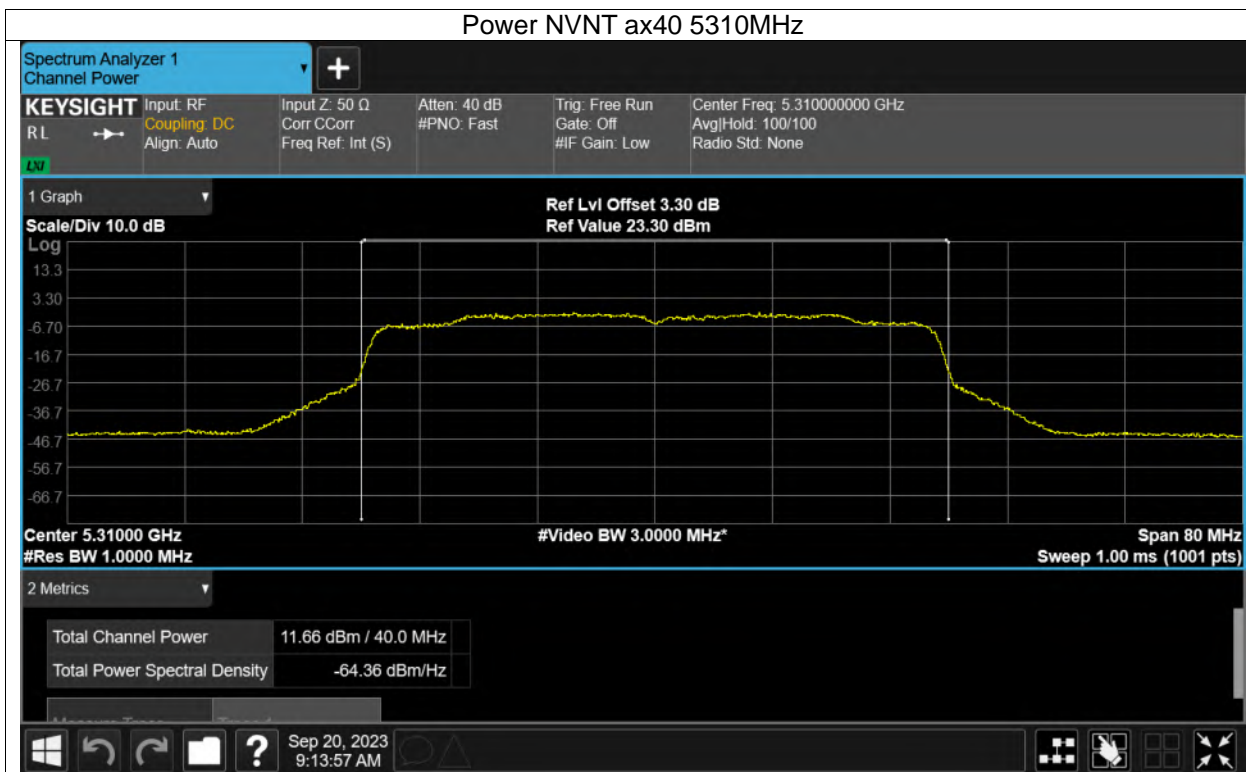 Power NVNT ax40 5310MHz
Spectrum Analyzer 1
Channel Power
KEYSIGHT
RL
LXI
Input: RF
Coupling: DC
Align: Auto
Input Z: 50 Ω
Corr CCorr
Freq Ref: Int (S)
Atten: 40 dB
#PNO: Fast
Trig: Free Run
Gate: Off
#IF Gain: Low
Center Freq: 5.310000000 GHz
Avg|Hold: 100/100
Radio Std: None
1 Graph
Scale/Div 10.0 dB
Ref Lvl Offset 3.30 dB
Ref Value 23.30 dBm
Log
13.3
3.30
-6.70
-16.7
-26.7
-36.7
-46.7
-56.7
-66.7
Center 5.31000 GHz
#Res BW 1.0000 MHz
#Video BW 3.0000 MHz*
Span 80 MHz
Sweep 1.00 ms (1001 pts)
2 Metrics
Total Channel Power 11.66 dBm / 40.0 MHz
Total Power Spectral Density -64.36 dBm/Hz
?
Sep 20, 2023
9:13:57 AM